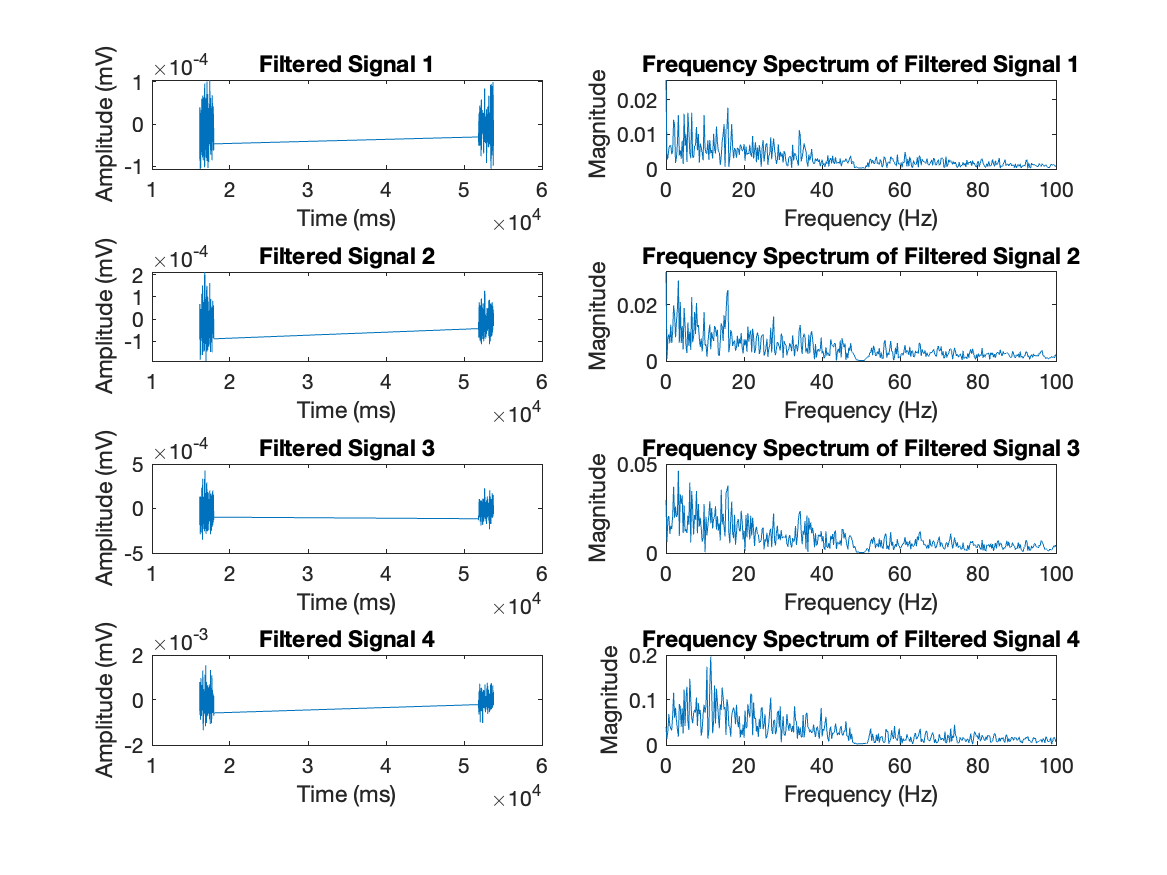 Filtered Signal 1
×10-4
Amplitude (mV)
1
0
-1
1 2 3 4 5 6
Time (ms)
×104
Frequency Spectrum of Filtered Signal 1
Magnitude
0.02
0.01
0
0 20 40 60 80 100
Frequency (Hz)
Filtered Signal 2
×10-4
Amplitude (mV)
2
1
0
-1
1 2 3 4 5 6
Time (ms)
×104
Frequency Spectrum of Filtered Signal 2
Magnitude
0.02
0
0 20 40 60 80 100
Frequency (Hz)
Filtered Signal 3
×10-4
Amplitude (mV)
5
0
-5
1 2 3 4 5 6
Time (ms)
×104
Frequency Spectrum of Filtered Signal 3
Magnitude
0.05
0
0 20 40 60 80 100
Frequency (Hz)
Filtered Signal 4
×10-3
Amplitude (mV)
2
0
-2
1 2 3 4 5 6
Time (ms)
×104
Frequency Spectrum of Filtered Signal 4
Magnitude
0.2
0.1
0
0 20 40 60 80 100
Frequency (Hz)